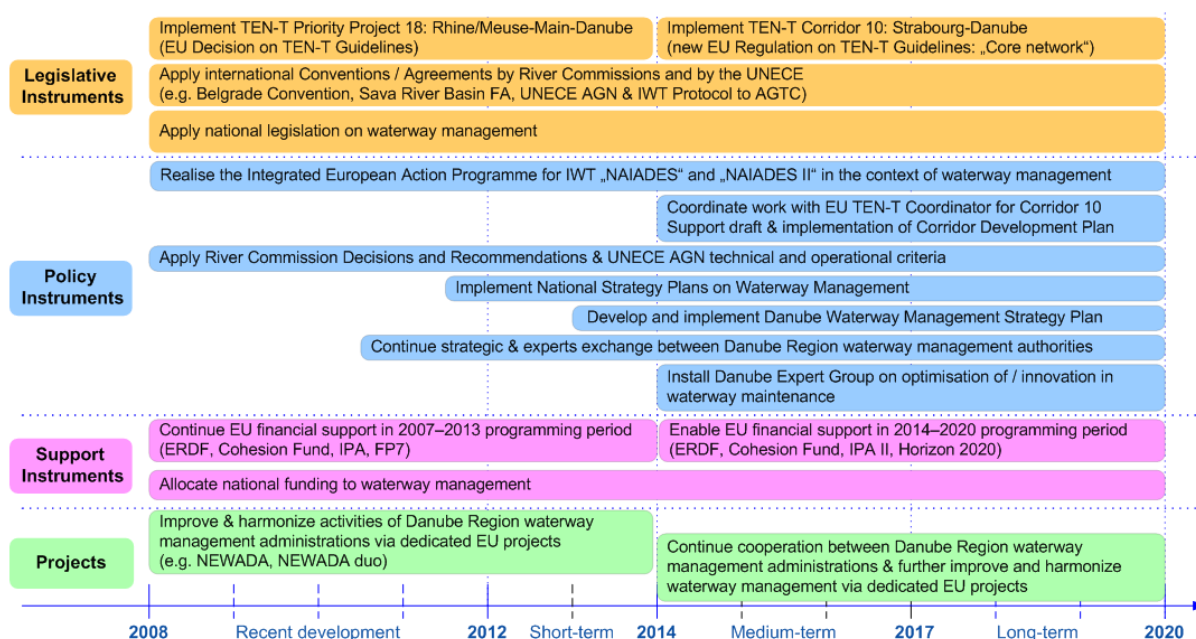 Legislative
Instruments
Implement TEN-T Priority Project 18: Rhine/Meuse-Main-Danube
(EU Decision on TEN-T Guidelines)
Implement TEN-T Corridor 10: Strabourg-Danube
(new EU Regulation on TEN-T Guidelines: „Core network“)
Apply international Conventions / Agreements by River Commissions and by the UNECE
(e.g. Belgrade Convention, Sava River Basin FA, UNECE AGN & IWT Protocol to AGTC)
Apply national legislation on waterway management
Policy
Instruments
Realise the Integrated European Action Programme for IWT „NAIADES“ and „NAIADES II“ in the context of waterway management
Coordinate work with EU TEN-T Coordinator for Corridor 10
Support draft & implementation of Corridor Development Plan
Apply River Commission Decisions and Recommendations & UNECE AGN technical and operational criteria
Implement National Strategy Plans on Waterway Management
Develop and implement Danube Waterway Management Strategy Plan
Continue strategic & experts exchange between Danube Region waterway management authorities
Install Danube Expert Group on optimisation of / innovation in
waterway maintenance
Support
Instruments
Continue EU financial support in 2007–2013 programming period
(ERDF, Cohesion Fund, IPA, FP7)
Enable EU financial support in 2014–2020 programming period
(ERDF, Cohesion Fund, IPA II, Horizon 2020)
Allocate national funding to waterway management
Projects
Improve & harmonize activities of Danube Region waterway
management administrations via dedicated EU projects
(e.g. NEWADA, NEWADA duo)
Continue cooperation between Danube Region waterway
management administrations & further improve and harmonize
waterway management via dedicated EU projects
2008 Recent development 2012 Short-term 2014 Medium-term 2017 Long-term 2020